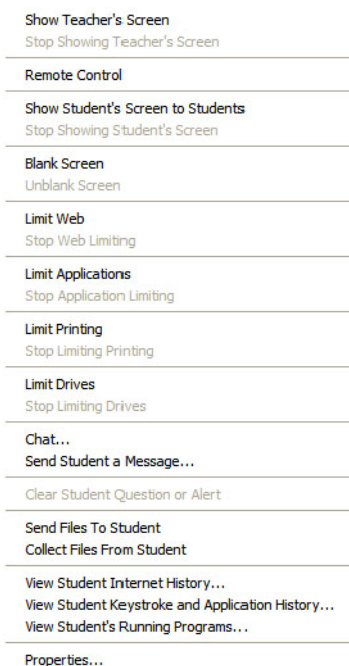 Show Teacher's Screen
Stop Showing Teacher's Screen
Remote Control
Show Student's Screen to Students
Stop Showing Student's Screen
Blank Screen
Unblank Screen
Limit Web
Stop Web Limiting
Limit Applications
Stop Application Limiting
Limit Printing
Stop Limiting Printing
Limit Drives
Stop Limiting Drives
Chat...
Send Student a Message...
Clear Student Question or Alert
Send Files To Student
Collect Files From Student
View Student Internet History...
View Student Keystroke and Application History...
View Student's Running Programs...
Properties...